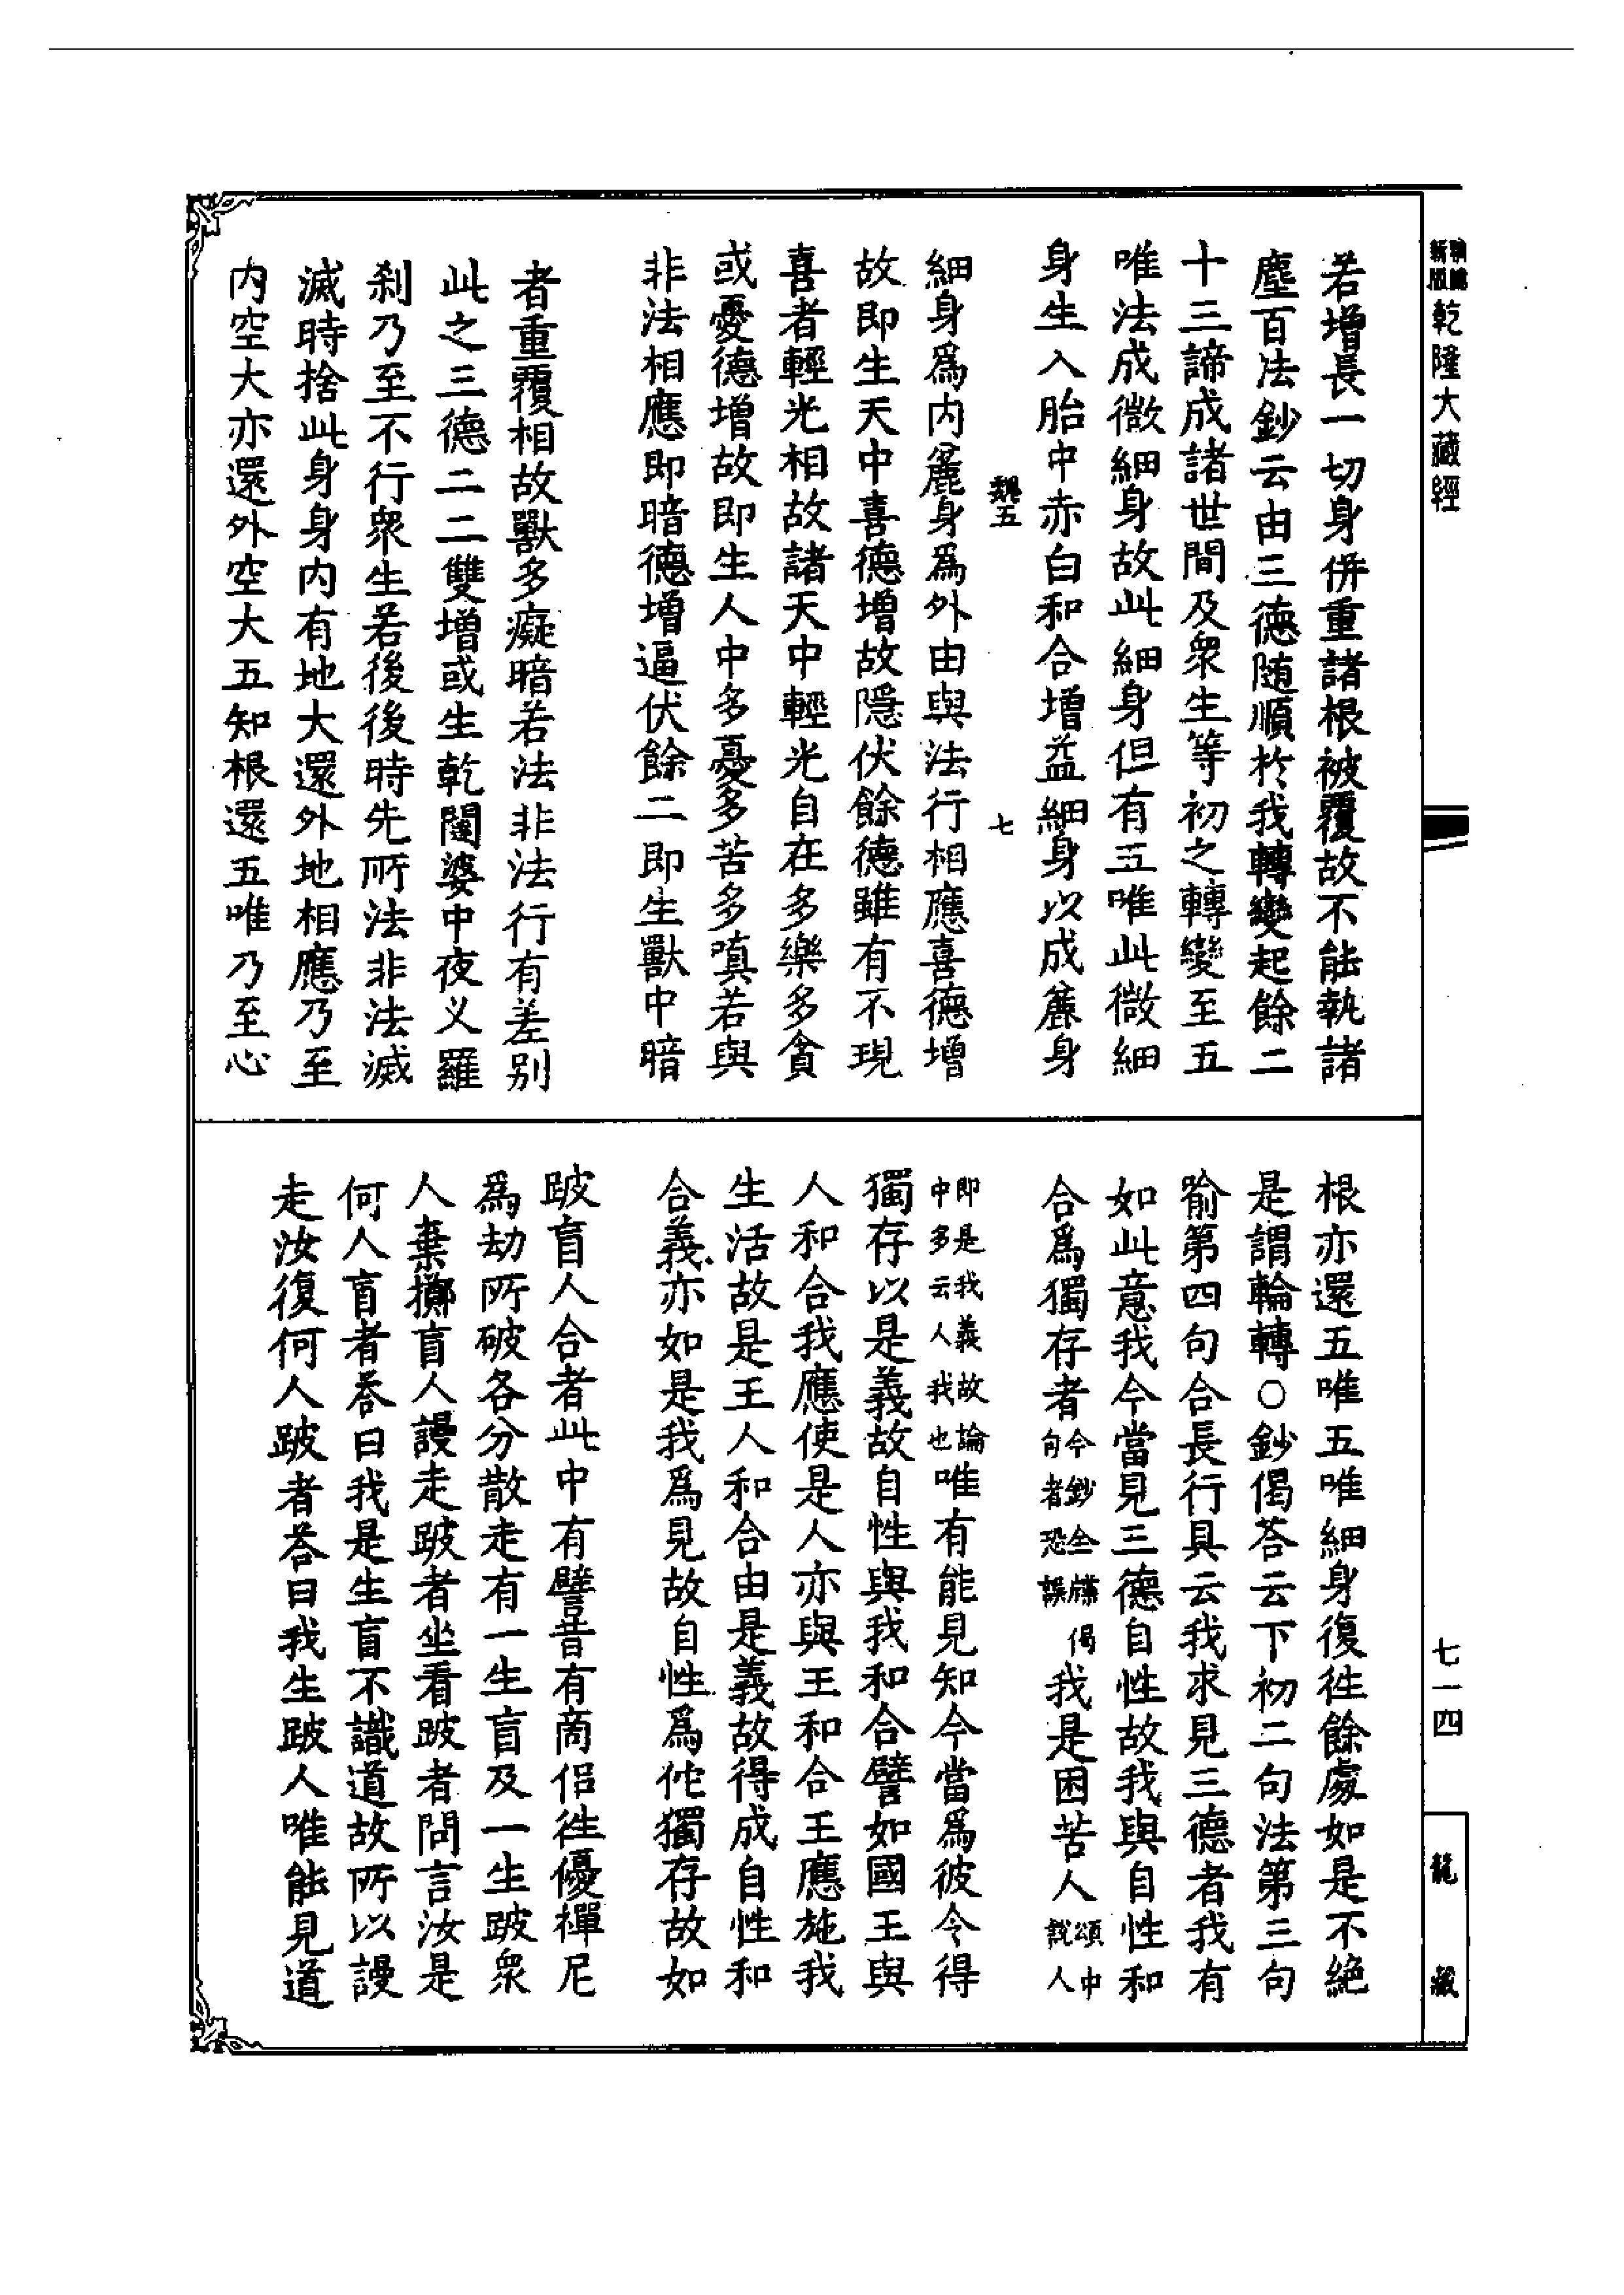 乾隆大藏經
七一四
龍藏
若增長一切身併重諸根被覆故不能執諸
塵百法鈔云由三德隨順於我轉變起餘二
十三諦成諸世間及衆生等初之轉變至五
唯法成微細身故此細身但有五唯此微細
身生入胎中赤白和合增益細身以成麁身
魏五 七
細身爲內麁身爲外由與法行相應喜德增
故即生天中喜德增故隱伏餘德雖有不現
喜者輕光相故諸天中輕光自在多樂多貪
或憂德增故即生人中多憂多苦多嗔若與
非法相應即暗德增逼伏餘二即生獸中暗
者重覆相故獸多癡暗若法非法行有差別
此之三德二二雙增或生乾闥婆中夜叉羅
剎乃至不行衆生若後後時先所法非法滅
滅時捨此身身內有地大還外地相應乃至
內空大亦還外空大五知根還五唯乃至心
根亦還五唯五唯細身復徃餘處如是不絕
是謂輪轉○鈔偈荅云下初二句法第三句
喻第四句合長行具云我求見三德者我有
如此意我今當見三德自性故我與自性和
合爲獨存者今鈔全牒偈句者恐誤我是困苦人頌中說人
即是我義故論中多云人我也唯有能見知今當爲彼令得
獨存以是義故自性與我和合譬如國王與
人和合我應使是人亦與王和合王應施我
生活故是王人和合由是義故得成自性和
合義亦如是我爲見故自性爲佗獨存故如
跛盲人合者此中有譬昔有商侶徃優禪尼
爲劫所破各分散走有一生盲及一生跛衆
人棄擲盲人謾走跛者坐看跛者問言汝是
何人盲者荅曰我是生盲不識道故所以謾
走汝復何人跛者荅曰我生跛人唯能見道